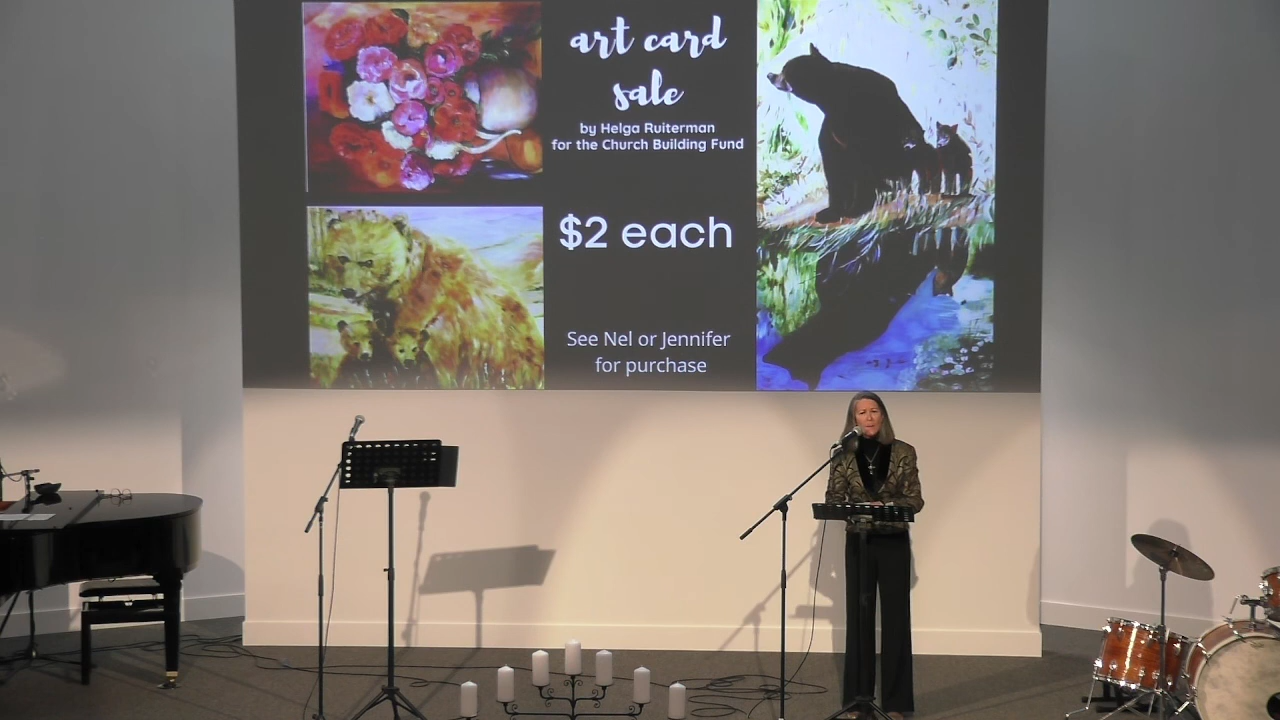 art card
sale
by Helga Ruiterman
for the Church Building Fund
$2 each
See Nel or Jennifer
for purchase